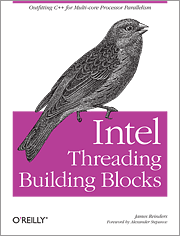 Outfitting C++ for Multi-core Processor Parallelism
Intel
Threading
Building Blocks
O'REILLY®
James Reinders
Foreword by Alexander Stepanov